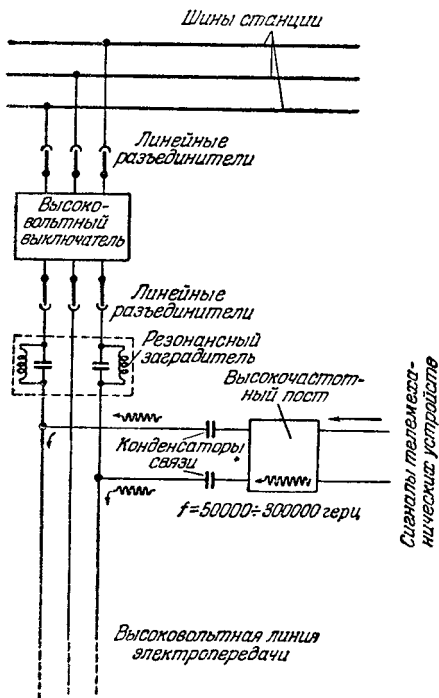 Шины станции
Линейные
разъединители
Высоко-
вольтный
выключатель
Линейные
разъединители
Резонансный
заградитель
Высокочастот-
ный пост
Конденсаторы
связи
f=50000÷300000 герц
Сигналы телемеха-
нических устройств
Высоковольтная линия
электропередачи